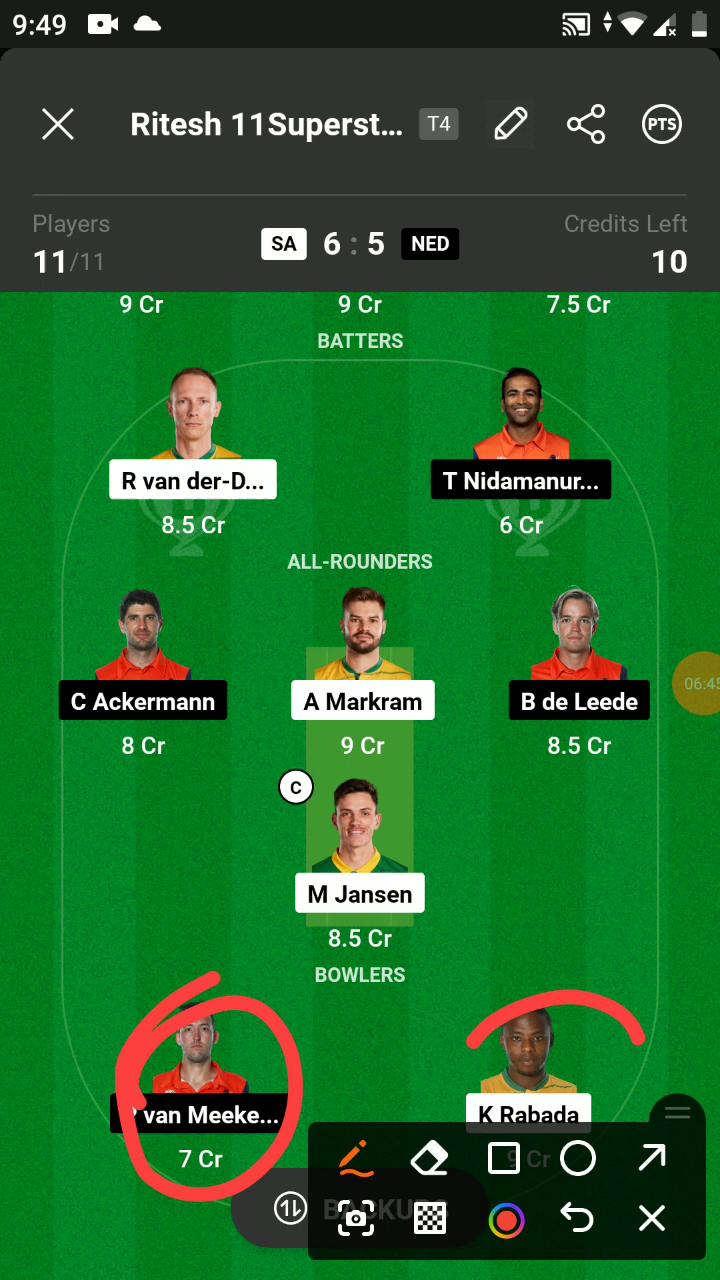 9:49
Ritesh 11Superst... T4 PTS
Players Credits Left
11/11 SA 6 : 5 NED 10
9 Cr 9 Cr 7.5 Cr
BATTERS
R van der-D... T Nidamanur...
8.5 Cr 6 Cr
ALL-ROUNDERS
C Ackermann A Markram B de Leede
8 Cr 9 Cr 8.5 Cr
06:45
C
M Jansen
8.5 Cr
BOWLERS
van Meeke... K Rabada
7 Cr 9 Cr
BACKUPS